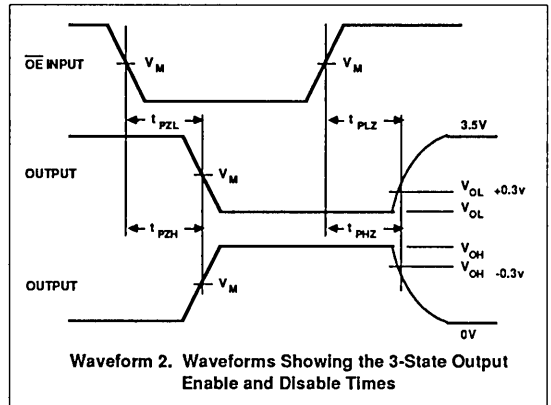 O̅E̅ INPUT
V_M
V_M
t_PZL
t_PLZ
3.5V
OUTPUT
V_M
V_OL +0.3v
V_OL
t_PZH
t_PHZ
V_OH
V_OH -0.3v
OUTPUT
V_M
0V
Waveform 2. Waveforms Showing the 3-State Output
Enable and Disable Times